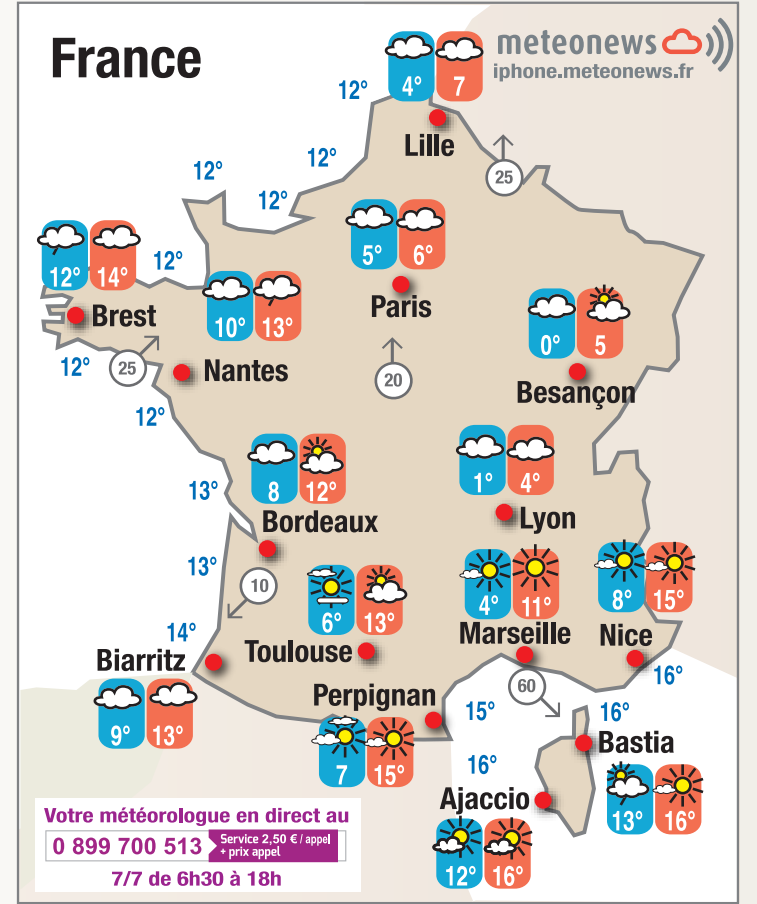 France
meteonews
iphone.meteonews.fr
4° 7
12°
Lille
12°
25
12°
12°
5° 6°
12° 14°
12°
Paris
10° 13°
Brest
0° 5
12°
25
Nantes
20
Besançon
12°
8 12°
1° 4°
13°
Bordeaux
Lyon
13°
10
6° 13°
4° 11°
8° 15°
14°
Biarritz
Toulouse
Marseille
Nice
16°
9° 13°
Perpignan
60
15°
16°
7 15°
Bastia
16°
13° 16°
Ajaccio
12° 16°
Votre météorologue en direct au
0 899 700 513 Service 2,50 € / appel
+ prix appel
7/7 de 6h30 à 18h